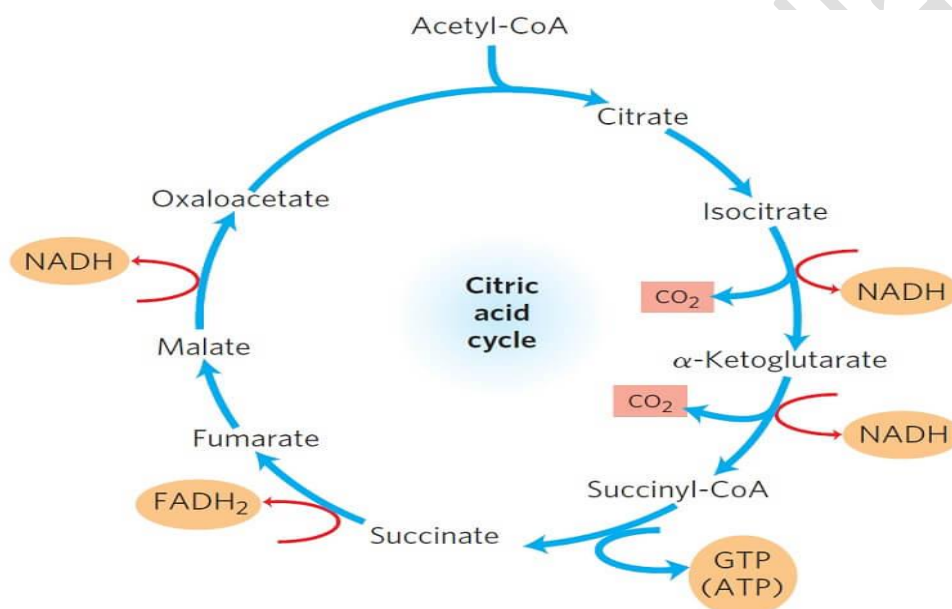 Acetyl-CoA
Citrate
Isocitrate
NADH
CO₂
α-Ketoglutarate
NADH
CO₂
Succinyl-CoA
GTP
(ATP)
Succinate
FADH₂
Fumarate
Malate
NADH
Oxaloacetate
Citric
acid
cycle